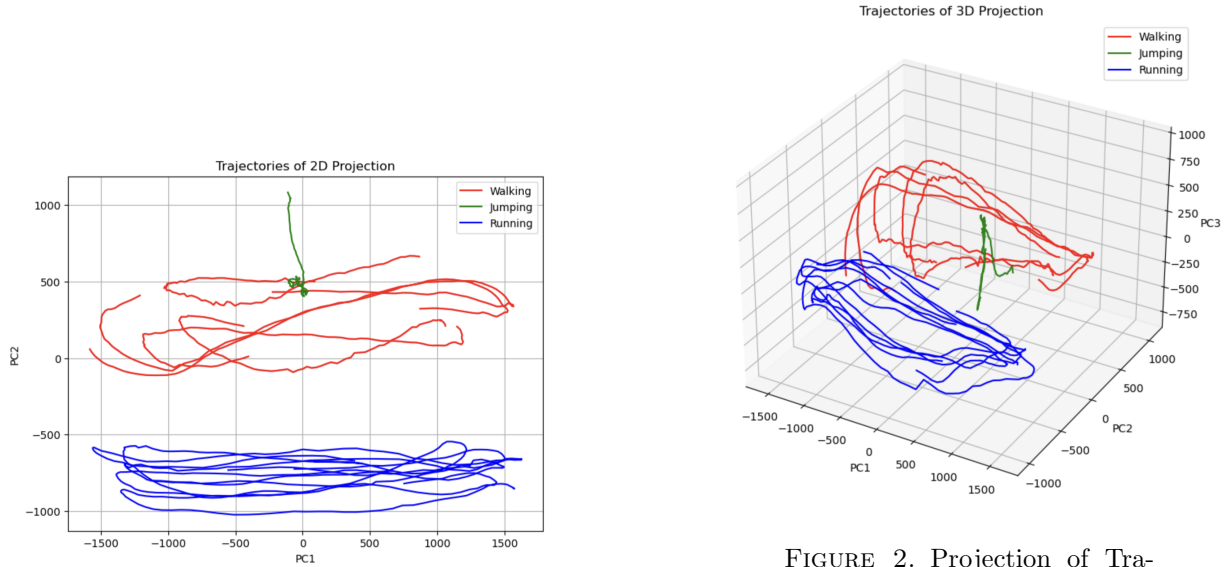 Trajectories of 2D Projection
Walking
Jumping
Running
1000
500
0
−500
−1000
PC2
−1500
−1000
−500
0
500
1000
1500
PC1
Trajectories of 3D Projection
Walking
Jumping
Running
1000
750
500
250
0
−250
−500
−750
PC3
1000
500
0
−500
−1000
PC2
−1500
−1000
−500
0
500
1000
1500
PC1
FIGURE 2. Projection of Tra-